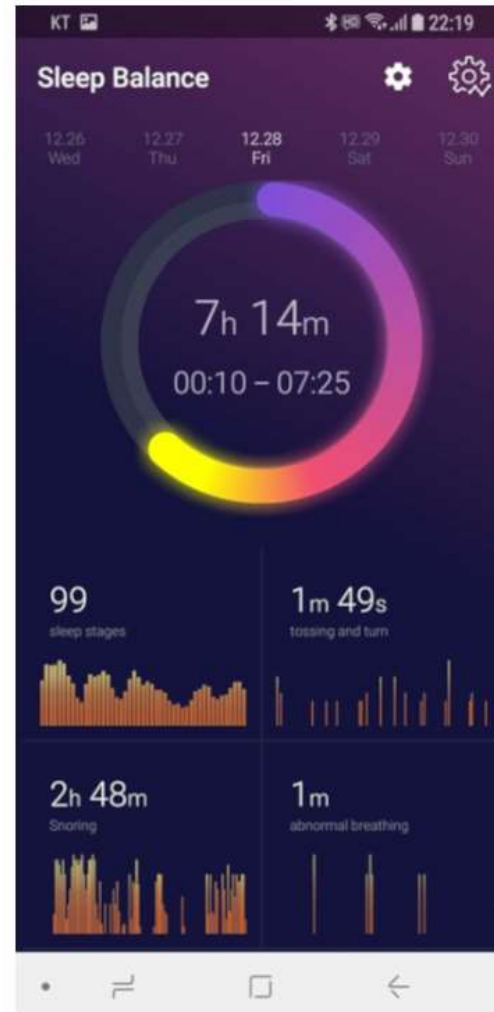 KT 22:19
Sleep Balance
12.26 12.27 12.28 12.29 12.30
Wed Thu Fri Sat Sun
7h 14m
00:10 – 07:25
99 1m 49s
sleep stages tossing and turn
2h 48m 1m
Snoring abnormal breathing